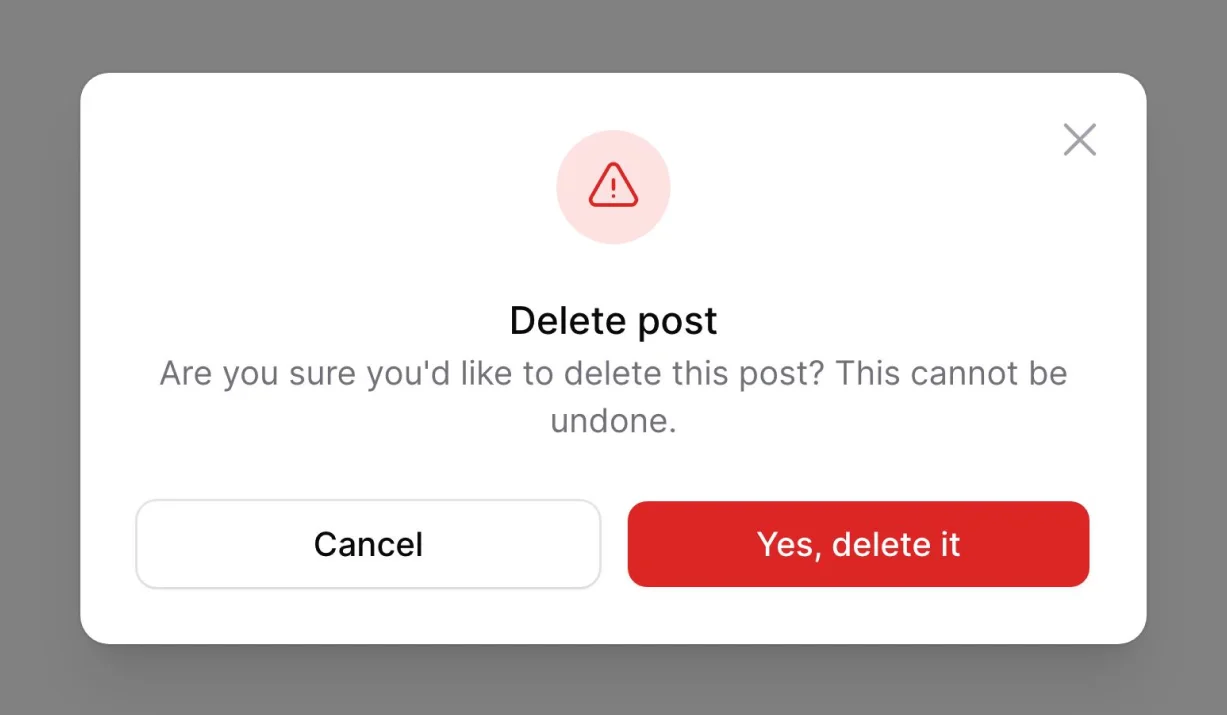 Delete post
Are you sure you'd like to delete this post? This cannot be
undone.
Cancel
Yes, delete it